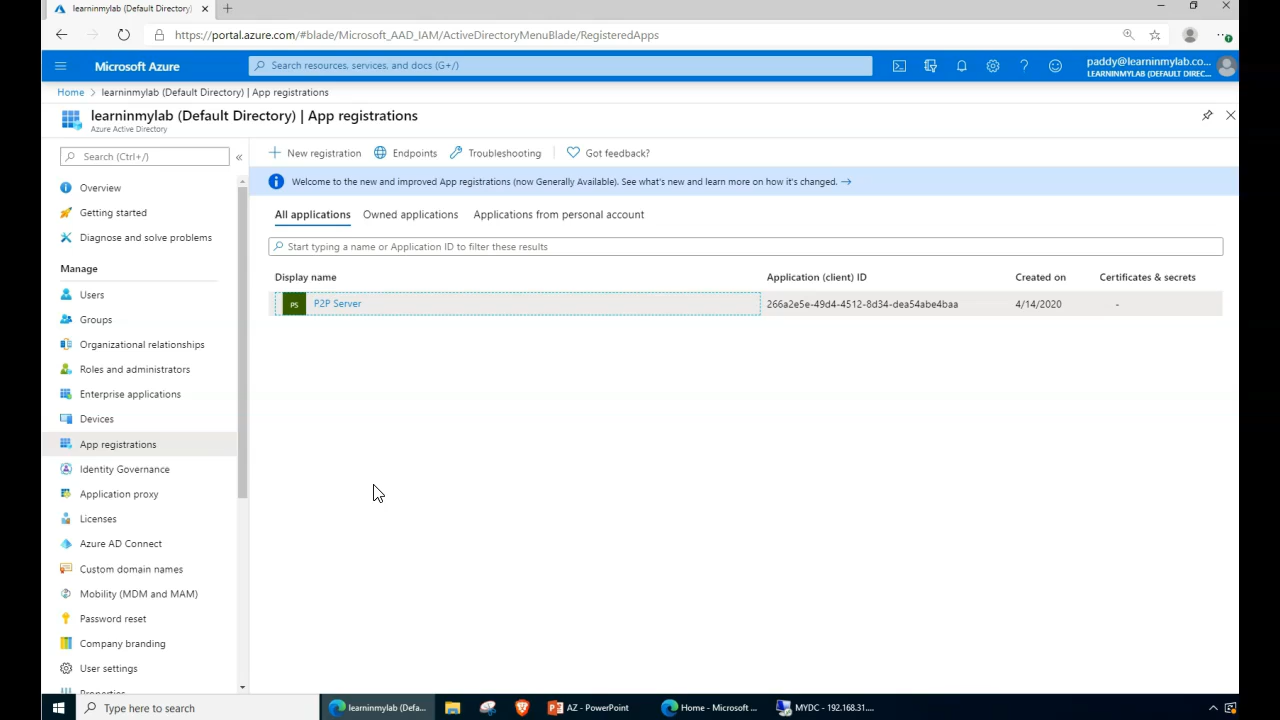 learninmylab (Default Directory)
https://portal.azure.com/#blade/Microsoft_AAD_IAM/ActiveDirectoryMenuBlade/RegisteredApps
Microsoft Azure
Search resources, services, and docs (G+/)
paddy@learninmylab.co...
LEARNINMYLAB (DEFAULT DIREC...
Home > learninmylab (Default Directory) | App registrations
learninmylab (Default Directory) | App registrations
Azure Active Directory
Search (Ctrl+/)
«
Overview
Getting started
Diagnose and solve problems
Manage
Users
Groups
Organizational relationships
Roles and administrators
Enterprise applications
Devices
App registrations
Identity Governance
Application proxy
Licenses
Azure AD Connect
Custom domain names
Mobility (MDM and MAM)
Password reset
Company branding
User settings
Properties
New registration Endpoints Troubleshooting Got feedback?
Welcome to the new and improved App registrations (now Generally Available). See what's new and learn more on how it's changed. →
All applications Owned applications Applications from personal account
Start typing a name or Application ID to filter these results
Display name Application (client) ID Created on Certificates & secrets
PS P2P Server 266a2e5e-49d4-4512-8d34-dea54abe4baa 4/14/2020 -
Type here to search
learninmylab (Defa...
AZ - PowerPoint
Home - Microsoft ...
MYDC - 192.168.31....